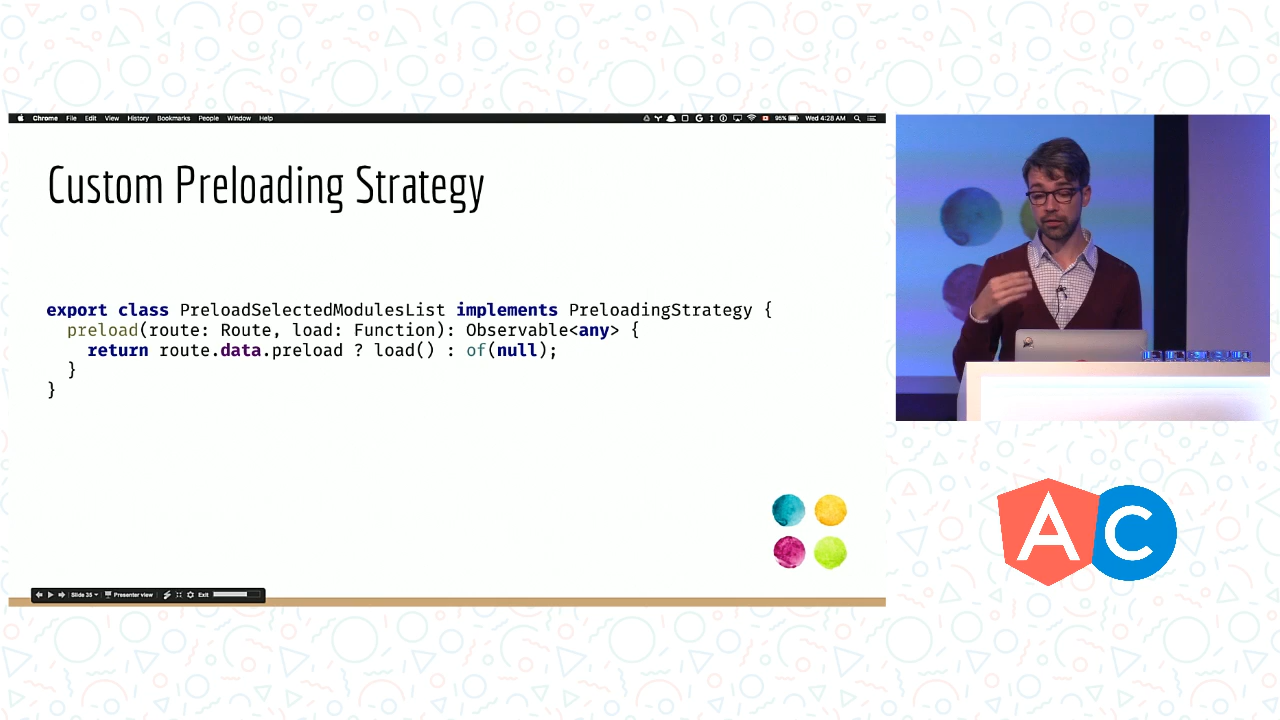 Chrome File Edit View History Bookmarks People Window Help 95% Wed 4:28 AM
Custom Preloading Strategy
export class PreloadSelectedModulesList implements PreloadingStrategy {
preload(route: Route, load: Function): Observable<any> {
return route.data.preload ? load() : of(null);
}
}
Slide 35 Presenter view Exit
AC